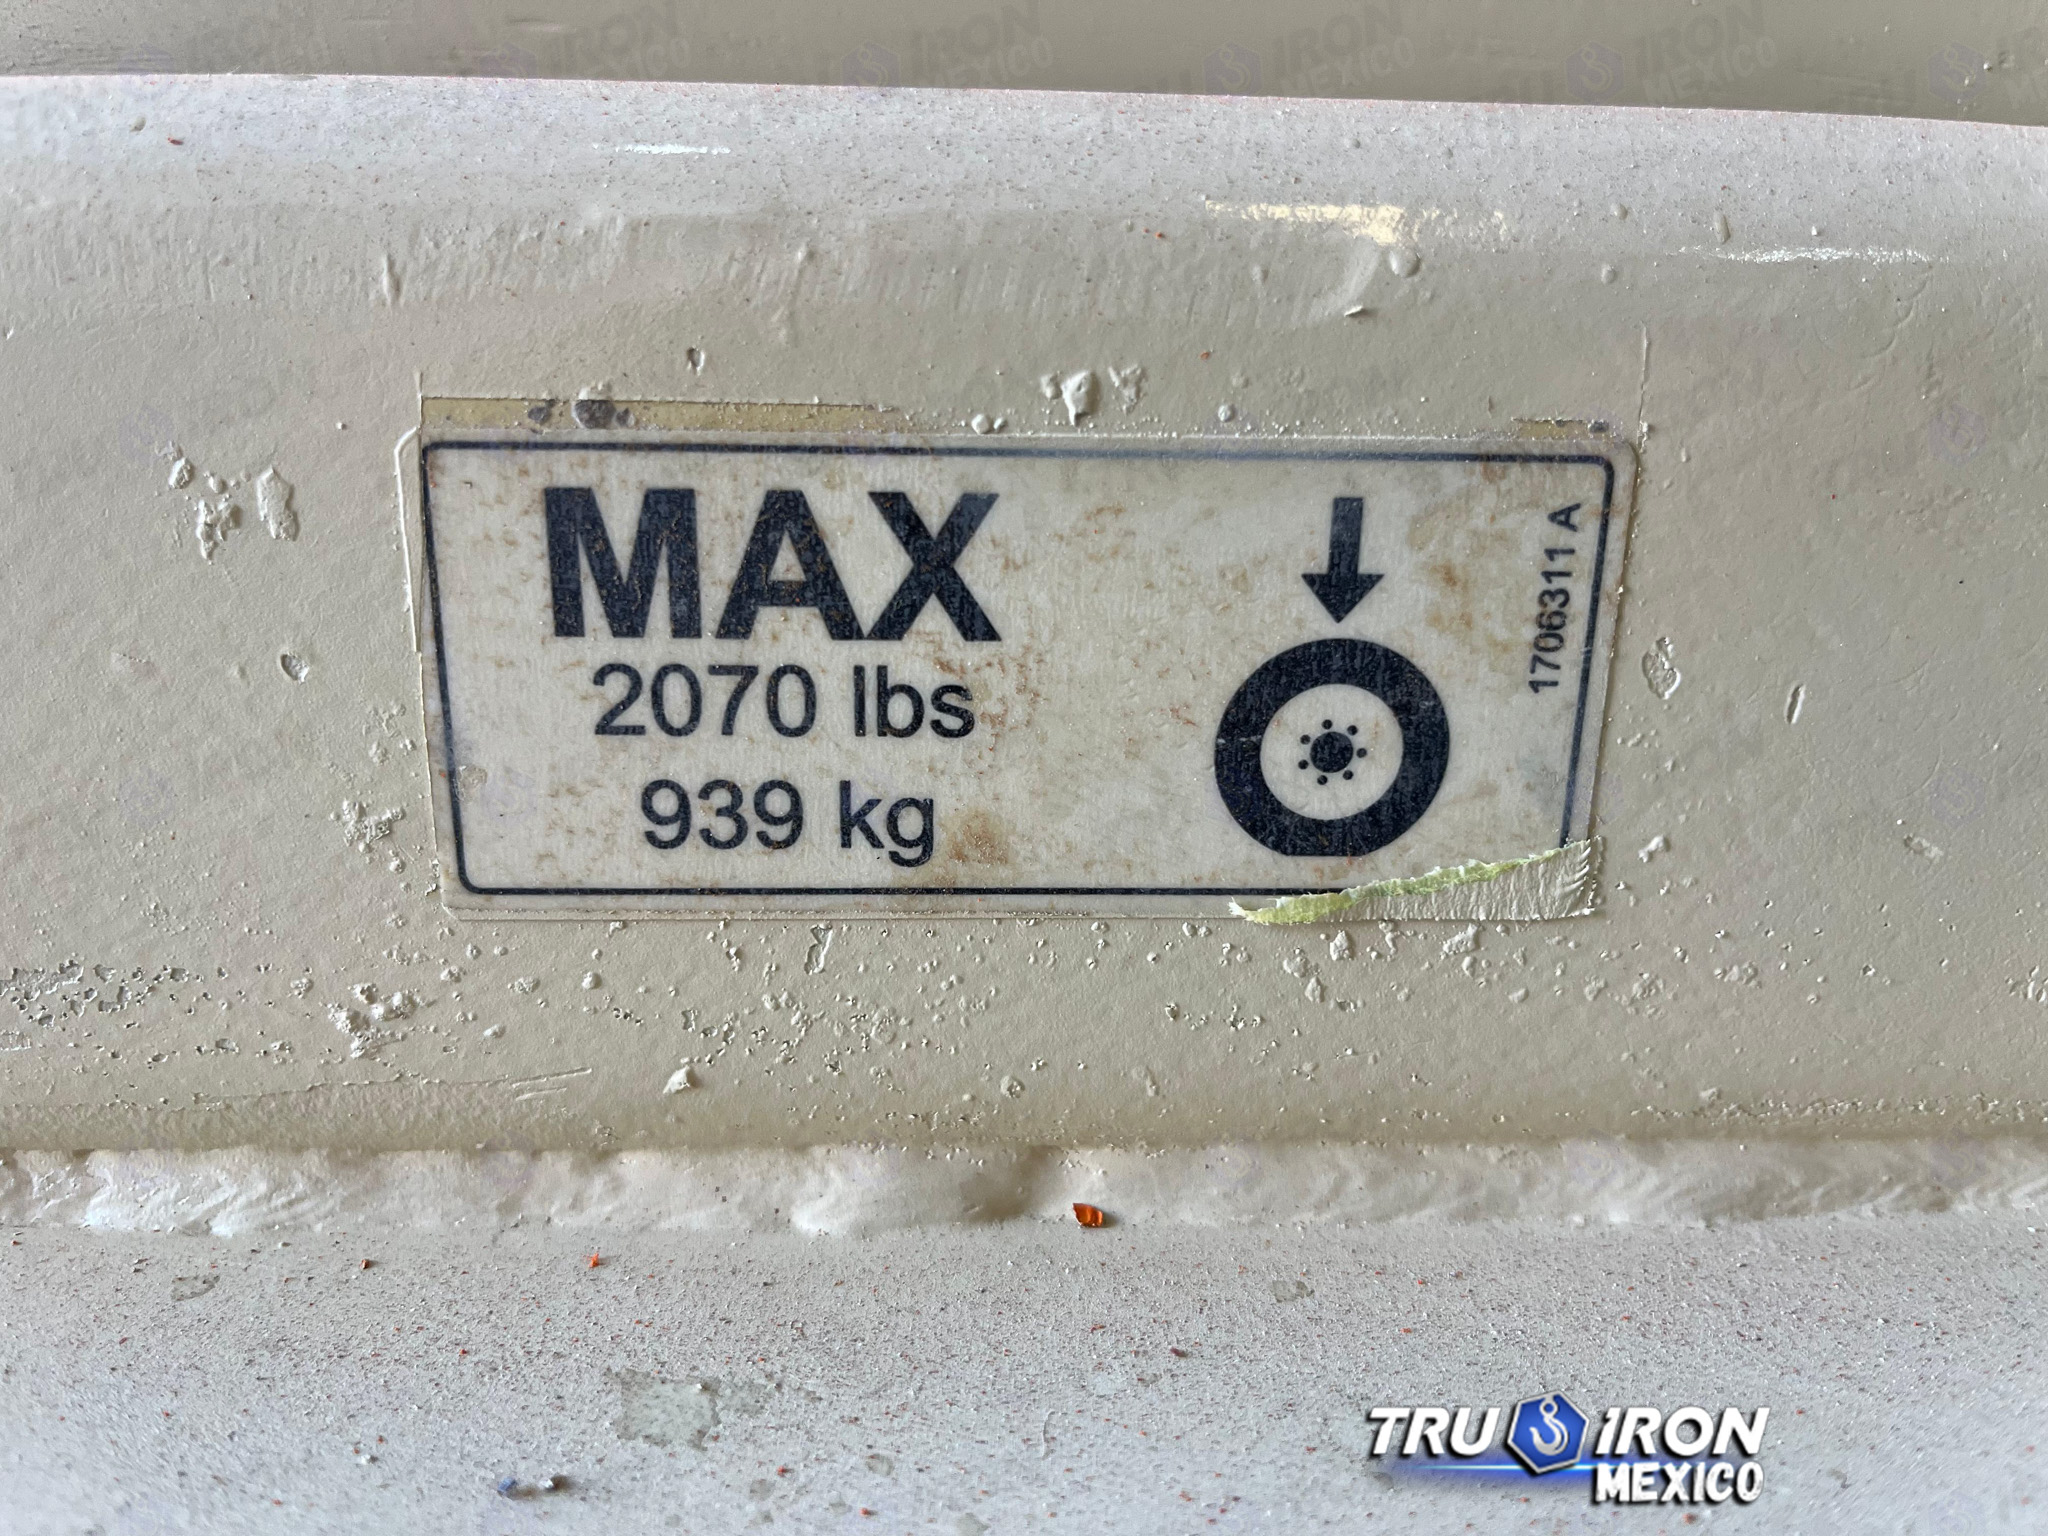 MAX
2070 lbs
939 kg
1706311 A
TRU IRON
MEXICO